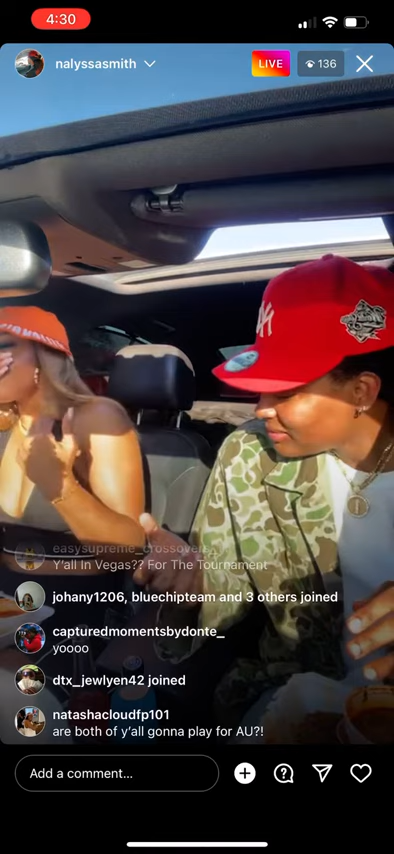 4:30
nalyssasmith
LIVE
136
NY
easysupreme_crossover
Y'all In Vegas?? For The Tournament
johany1206, bluechipteam and 3 others joined
capturedmomentsbydonte_
yoooo
dtx_jewlyen42 joined
natashacloudfp101
are both of y'all gonna play for AU?!
Add a comment...